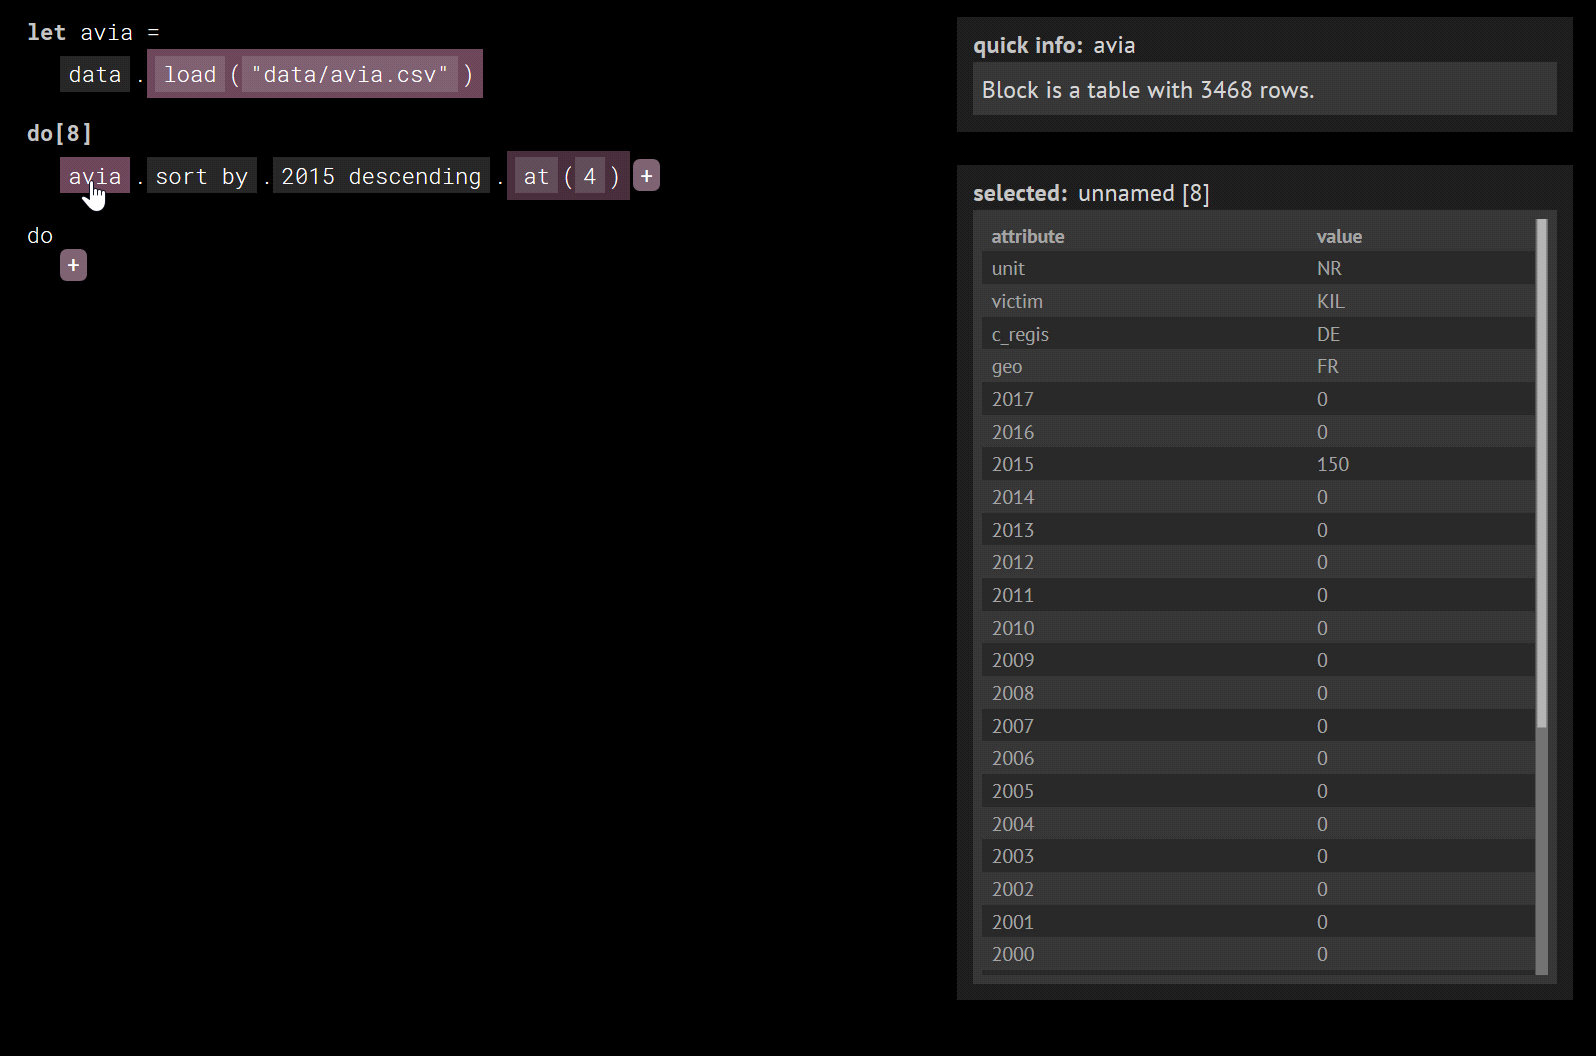 let avia =
data . load ( "data/avia.csv" )
do[8]
avia . sort by . 2015 descending . at ( 4 ) +
do
+
quick info: avia
Block is a table with 3468 rows.
selected: unnamed [8]
attribute value
unit NR
victim KIL
c_regis DE
geo FR
2017 0
2016 0
2015 150
2014 0
2013 0
2012 0
2011 0
2010 0
2009 0
2008 0
2007 0
2006 0
2005 0
2004 0
2003 0
2002 0
2001 0
2000 0